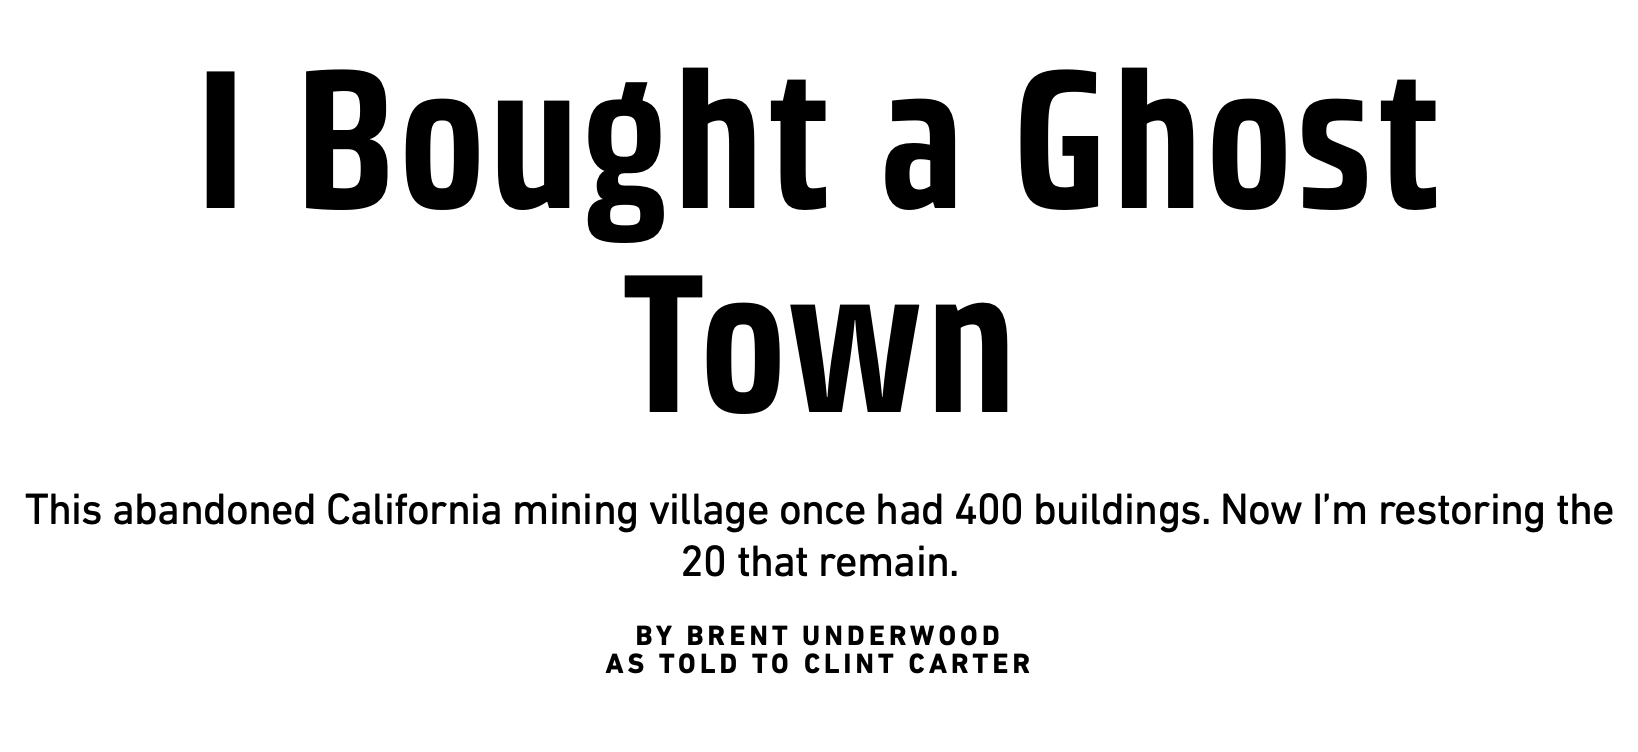 I Bought a Ghost
Town
This abandoned California mining village once had 400 buildings. Now I’m restoring the
20 that remain.
BY BRENT UNDERWOOD
AS TOLD TO CLINT CARTER